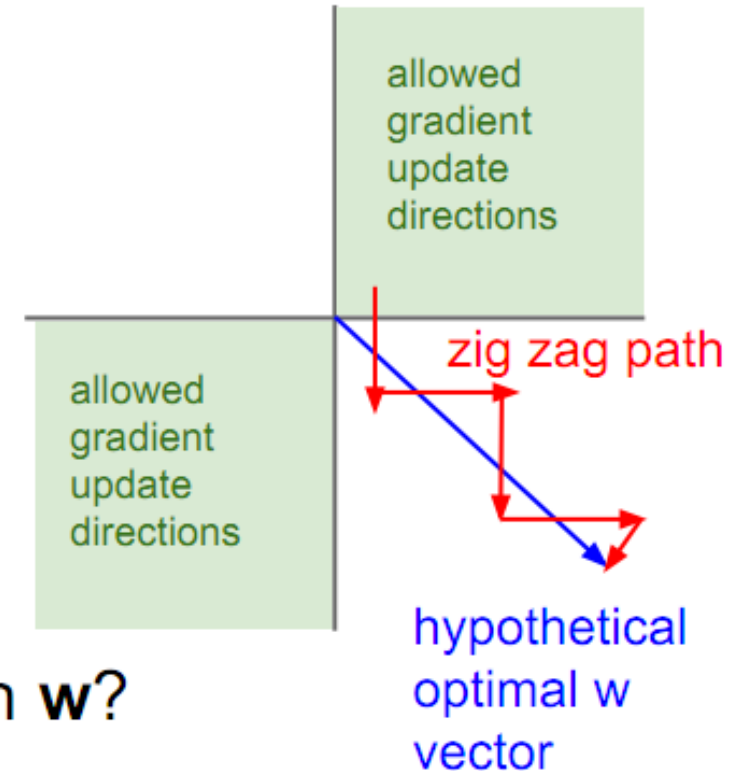 allowed
gradient
update
directions
zig zag path
allowed
gradient
update
directions
hypothetical
optimal w
vector
w?